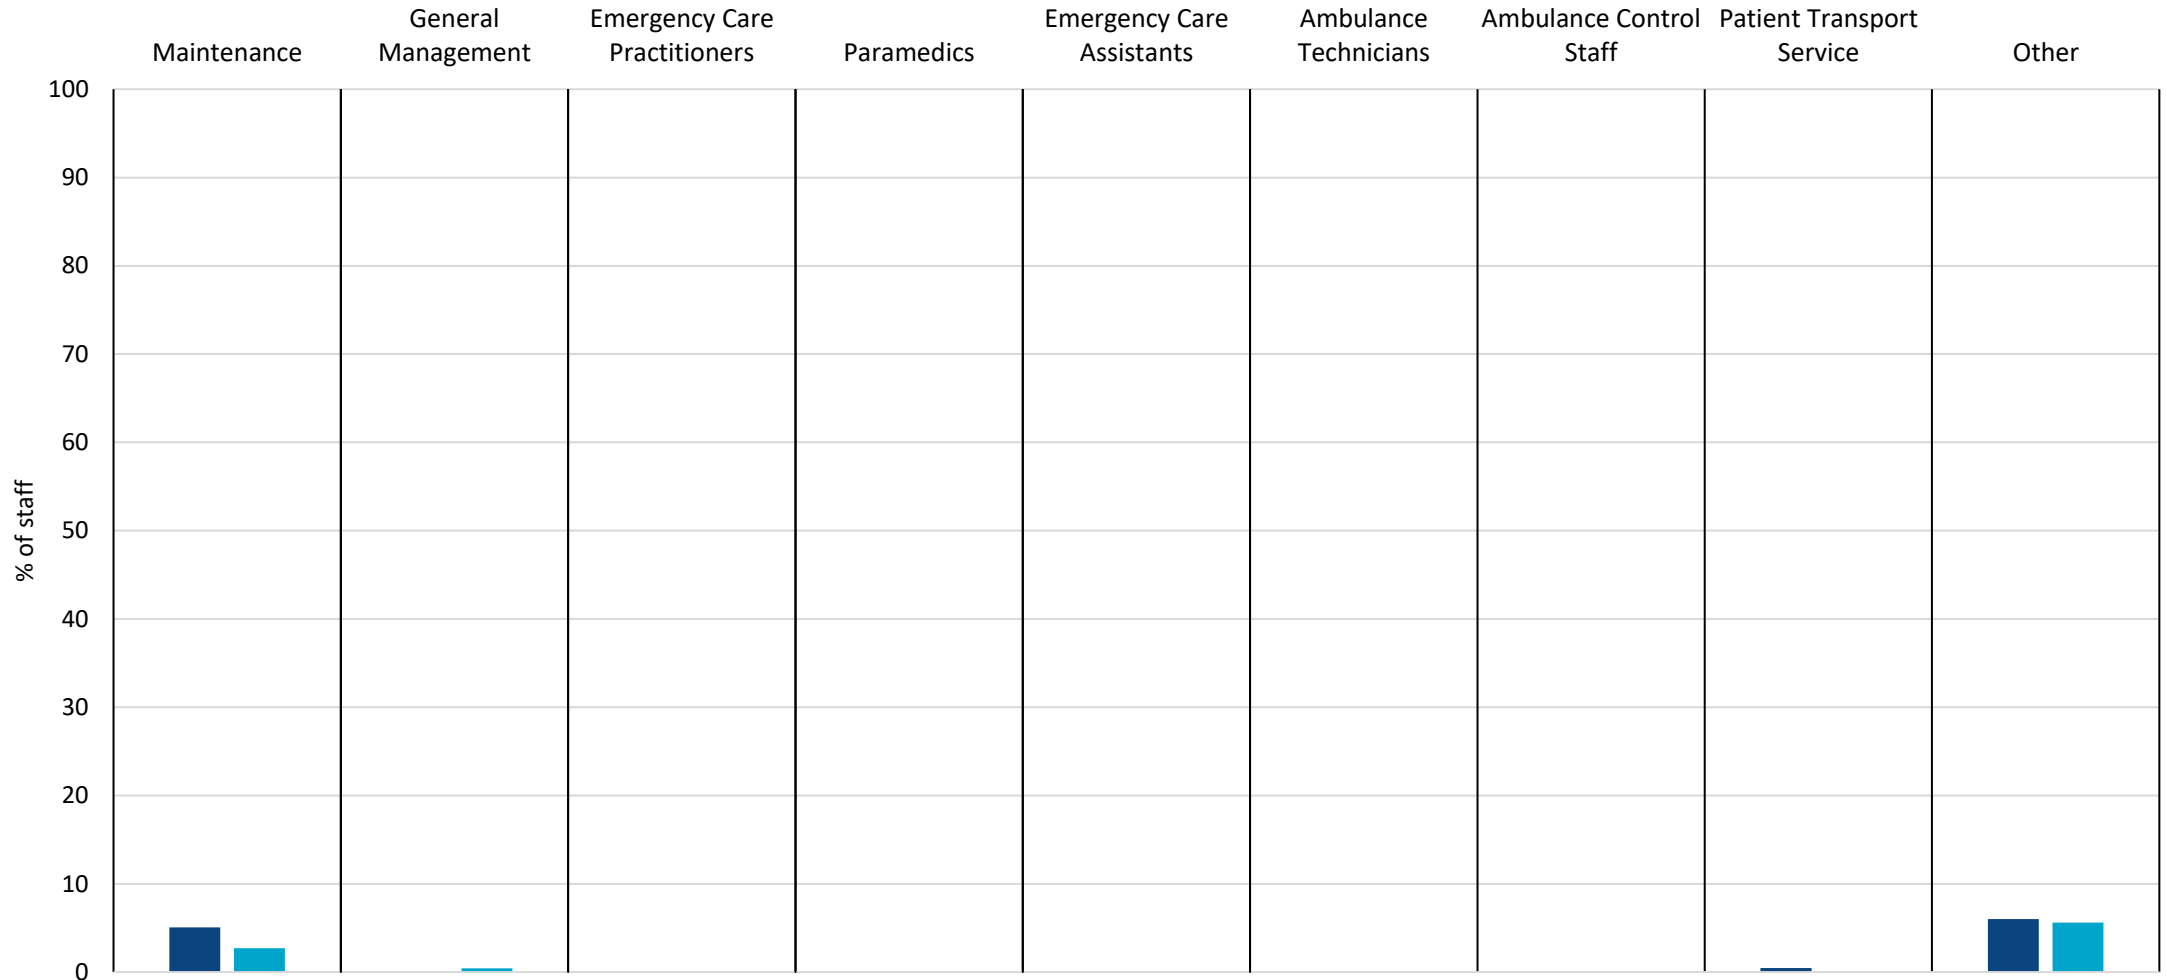 Maintenance
General
Management
Emergency Care
Practitioners
Paramedics
Emergency Care
Assistants
Ambulance
Technicians
Ambulance Control
Staff
Patient Transport
Service
Other
% of staff
100
90
80
70
60
50
40
30
20
10
0